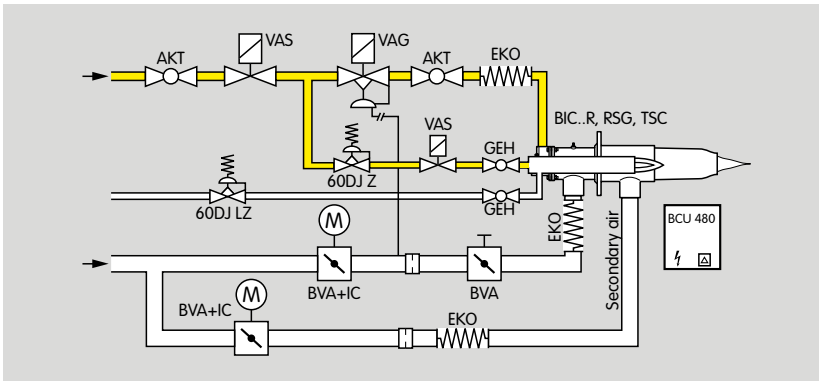 VAS
VAG
AKT
AKT
EKO
BIC..R, RSG, TSC
VAS
GEH
60DJ Z
GEH
60DJ LZ
M
EKO
Secondary air
BCU 480
BVA+IC
BVA
M
BVA+IC
EKO